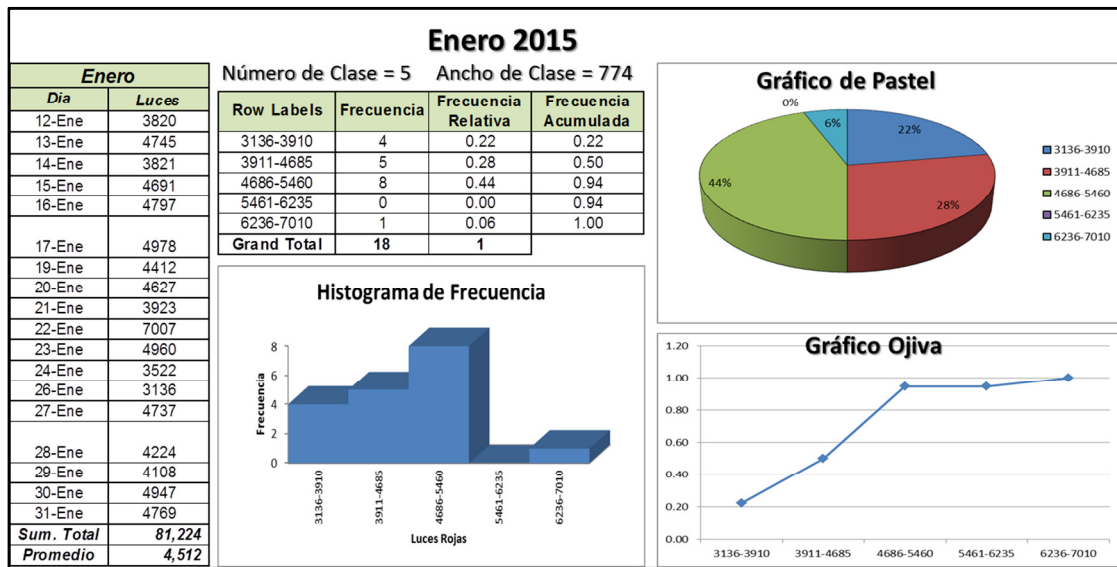 Enero 2015
Enero
Dia Luces
12-Ene 3820
13-Ene 4745
14-Ene 3821
15-Ene 4691
16-Ene 4797
17-Ene 4978
19-Ene 4412
20-Ene 4627
21-Ene 3923
22-Ene 7007
23-Ene 4960
24-Ene 3522
26-Ene 3136
27-Ene 4737
28-Ene 4224
29-Ene 4108
30-Ene 4947
31-Ene 4769
Sum. Total 81,224
Promedio 4,512
Número de Clase = 5 Ancho de Clase = 774
Row Labels Frecuencia Frecuencia Relativa Frecuencia Acumulada
3136-3910 4 0.22 0.22
3911-4685 5 0.28 0.50
4686-5460 8 0.44 0.94
5461-6235 0 0.00 0.94
6236-7010 1 0.06 1.00
Grand Total 18 1
Histograma de Frecuencia
Frecuencia
8
6
4
2
0
3136-3910 3911-4685 4686-5460 5461-6235 6236-7010
Luces Rojas
Gráfico de Pastel
0%
6%
22%
44%
28%
3136-3910
3911-4685
4686-5460
5461-6235
6236-7010
Gráfico Ojiva
1.20
1.00
0.80
0.60
0.40
0.20
0.00
3136-3910 3911-4685 4686-5460 5461-6235 6236-7010